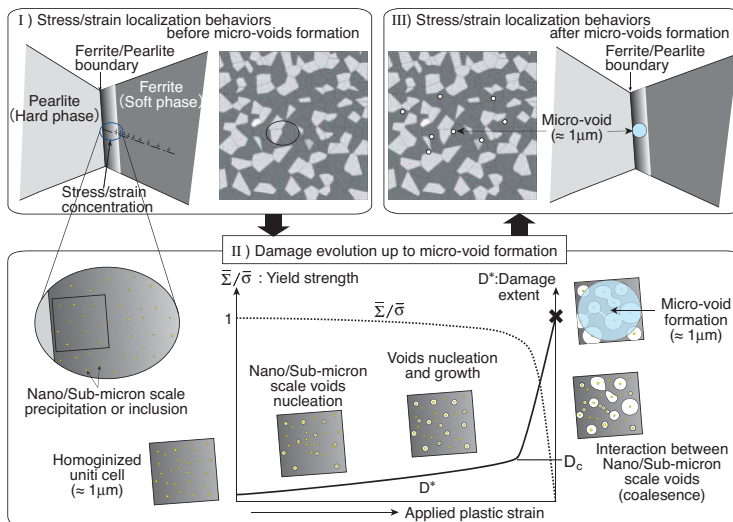 I ) Stress/strain localization behaviors
before micro-voids formation
Ferrite/Pearlite
boundary
Pearlite
(Hard phase)
Ferrite
(Soft phase)
Stress/strain
concentration
III) Stress/strain localization behaviors
after micro-voids formation
Ferrite/Pearlite
boundary
Micro-void
(≈ 1μm)
II ) Damage evolution up to micro-void formation
Σ̅/σ̅ : Yield strength
D*:Damage
extent
1
Σ̅/σ̅
Micro-void
formation
(≈ 1μm)
Nano/Sub-micron scale
precipitation or inclusion
Nano/Sub-micron
scale voids
nucleation
Voids nucleation
and growth
Homoginized
uniti cell
(≈ 1μm)
D*
Dc
Interaction between
Nano/Sub-micron
scale voids
(coalesence)
Applied plastic strain